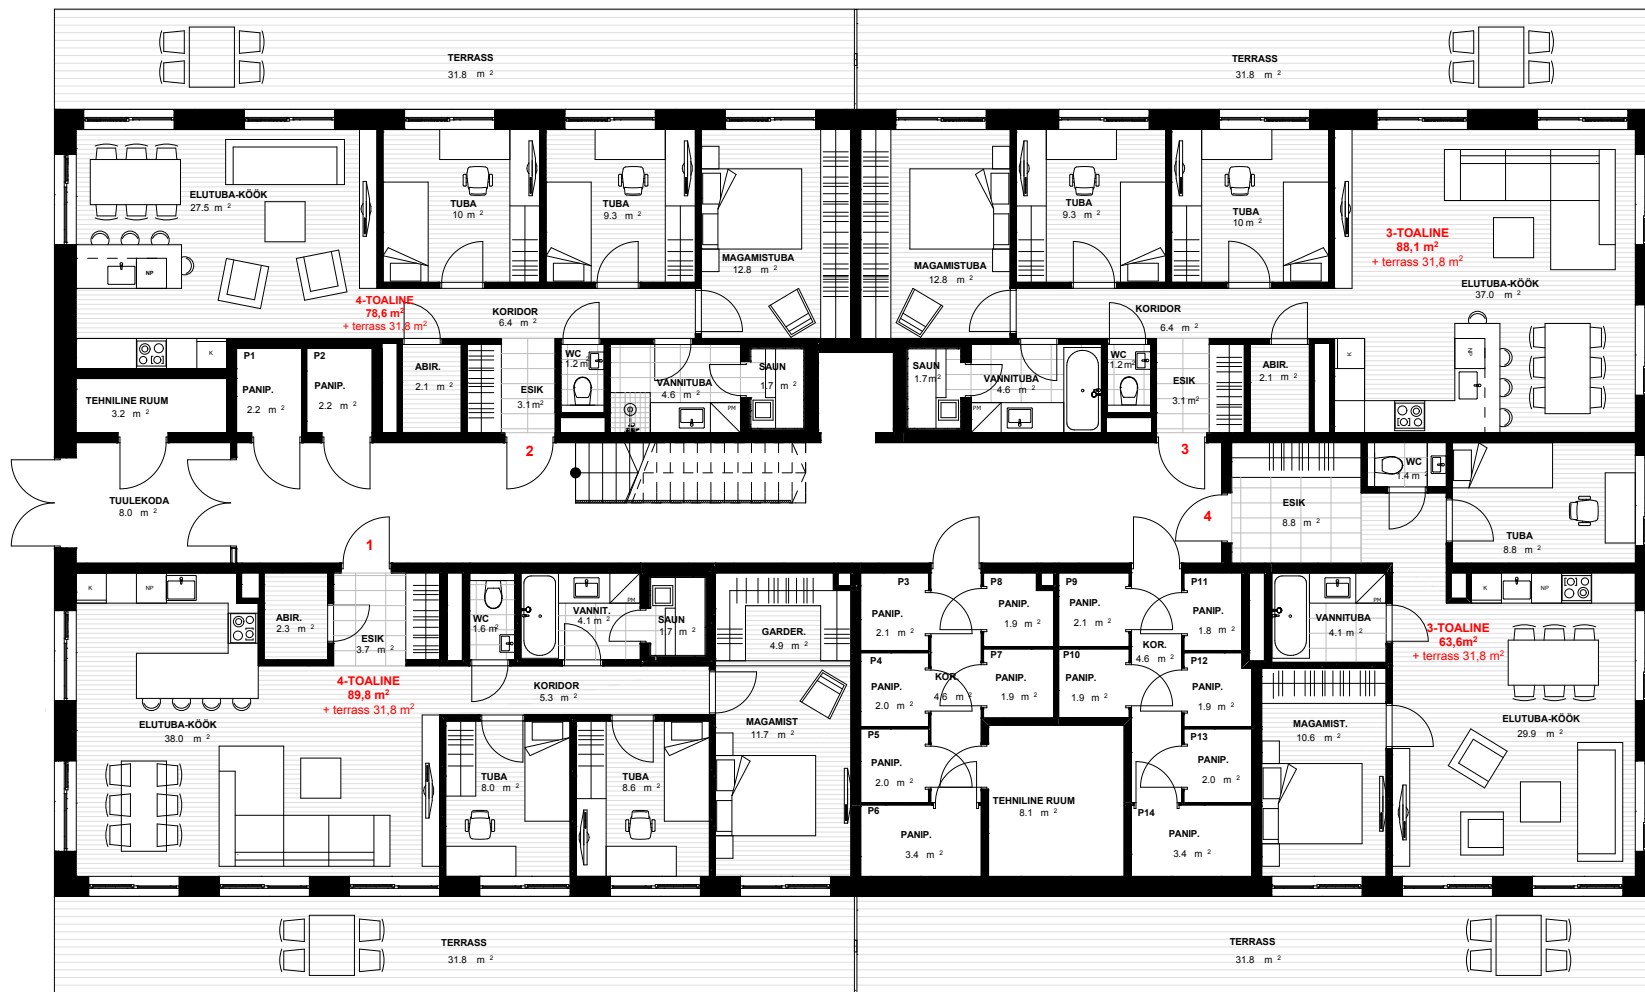 TERRASS
31.8 m²
TERRASS
31.8 m²
ELUTUBA-KÖÖK
27.5 m²
NP
K
4-TOALINE
78,6 m²
+ terrass 31,8 m²
TUBA
10 m²
TUBA
9.3 m²
MAGAMISTUBA
12.8 m²
KORIDOR
6.4 m²
MAGAMISTUBA
12.8 m²
TUBA
9.3 m²
TUBA
10 m²
3-TOALINE
88,1 m²
+ terrass 31,8 m²
ELUTUBA-KÖÖK
37.0 m²
KORIDOR
6.4 m²
NP
K
TEHNILINE RUUM
3.2 m²
P1
PANIP.
2.2 m²
P2
PANIP.
2.2 m²
ABIR.
2.1 m²
ESIK
3.1 m²
WC
1.2 m²
VANNITUBA
4.6 m²
PM
SAUN
1.7 m²
SAUN
1.7 m²
PM
VANNITUBA
4.6 m²
WC
1.2 m²
ESIK
3.1 m²
ABIR.
2.1 m²
2
3
TUULEKODA
8.0 m²
1
4
ESIK
8.8 m²
WC
1.4 m²
TUBA
8.8 m²
K
NP
ABIR.
2.3 m²
ESIK
3.7 m²
WC
1.6 m²
VANNIT.
4.1 m²
PM
SAUN
1.7 m²
GARDER.
4.9 m²
4-TOALINE
89,8 m²
+ terrass 31,8 m²
KORIDOR
5.3 m²
ELUTUBA-KÖÖK
38.0 m²
TUBA
8.0 m²
TUBA
8.6 m²
MAGAMIST
11.7 m²
P3
PANIP.
2.1 m²
P8
PANIP.
1.9 m²
P9
PANIP.
2.1 m²
P11
PANIP.
1.8 m²
P4
PANIP.
2.0 m²
KOR.
4.6 m²
P7
PANIP.
1.9 m²
P10
PANIP.
1.9 m²
KOR.
4.6 m²
P12
PANIP.
1.9 m²
P5
PANIP.
2.0 m²
P13
PANIP.
2.0 m²
P6
PANIP.
3.4 m²
TEHNILINE RUUM
8.1 m²
P14
PANIP.
3.4 m²
VANNITUBA
4.1 m²
PM
K
NP
3-TOALINE
63,6m²
+ terrass 31,8 m²
MAGAMIST.
10.6 m²
ELUTUBA-KÖÖK
29.9 m²
TERRASS
31.8 m²
TERRASS
31.8 m²